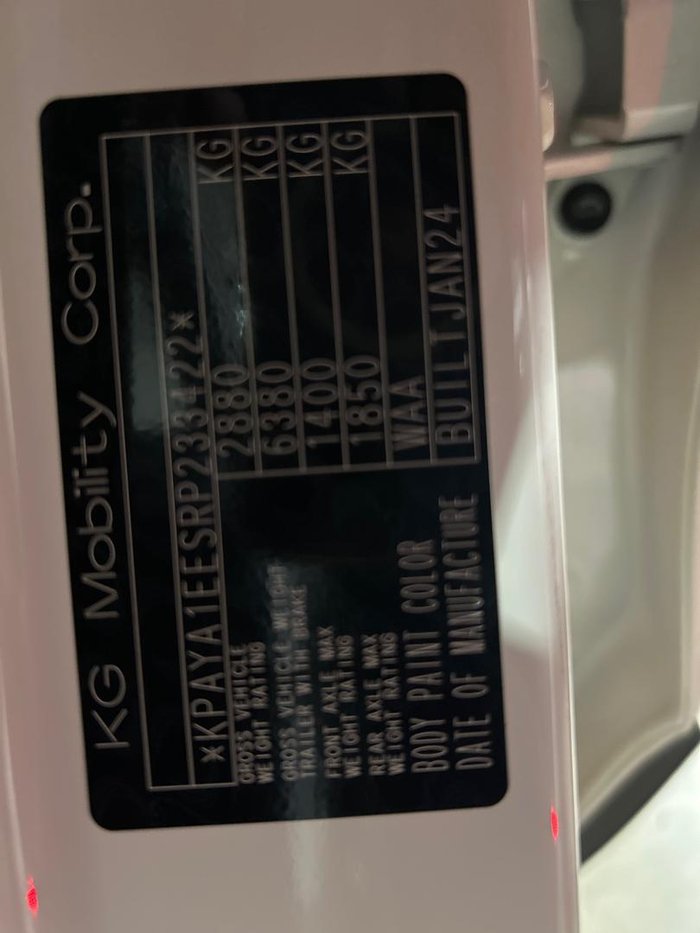 KG Mobility Corp.
*KPAYA1EESRP233422*
GROSS VEHICLE WEIGHT RATING 2880 KG
GROSS VEHICLE WEIGHT TRAILER WITH BRAKE 6380 KG
FRONT AXLE MAX WEIGHT RATING 1400 KG
REAR AXLE MAX WEIGHT RATING 1850 KG
BODY PAINT COLOR WAA
DATE OF MANUFACTURE BUILT JAN24